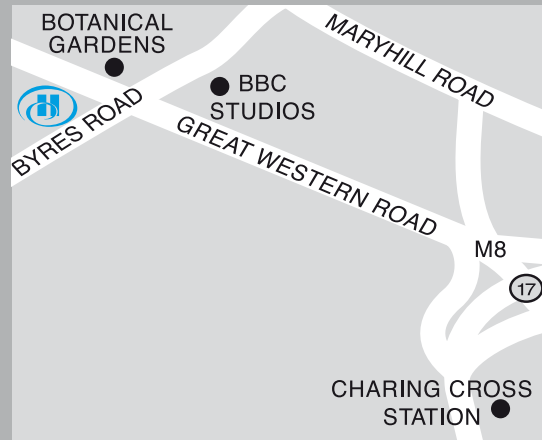 BOTANICAL
GARDENS
MARYHILL ROAD
BBC
STUDIOS
H
BYRES ROAD
GREAT WESTERN ROAD
M8
17
CHARING CROSS
STATION